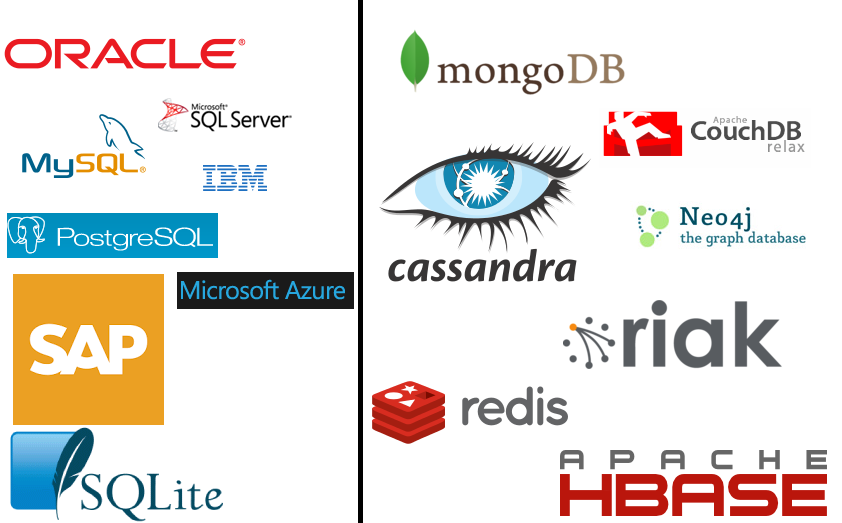 ORACLE®
Microsoft®
SQL Server®
MySQL®
IBM
PostgreSQL
Microsoft Azure
SAP
SQLite
mongoDB
Apache
CouchDB
relax
Neo4j
the graph database
cassandra
riak
redis
APACHE
HBASE